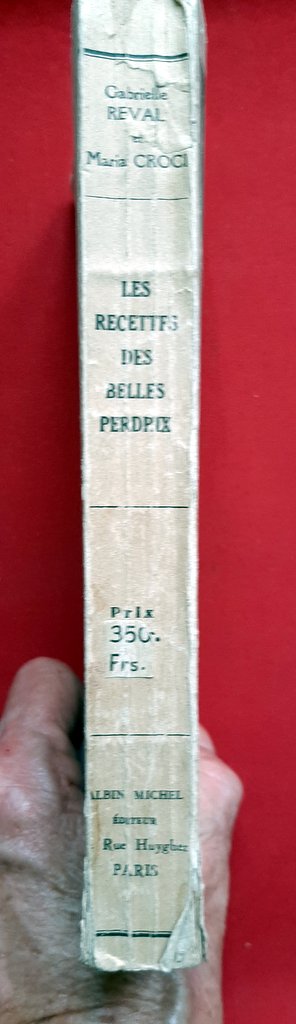 Gabrielle
REVAL
et
Maria CROCI
LES
RECETTES
DES
BELLES
PERDRIX
Prix
350.
Frs.
ALBIN MICHEL
ÉDITEUR
Rue Huyghens
PARIS